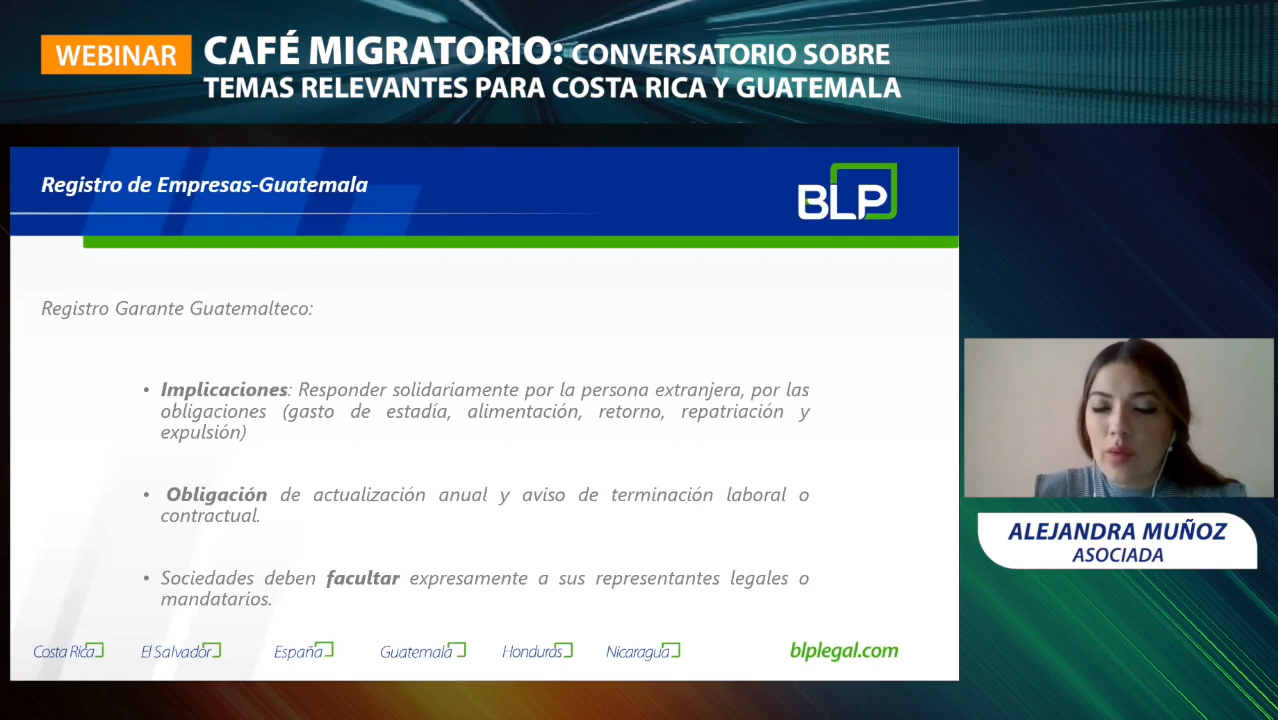 WEBINAR
CAFÉ MIGRATORIO: CONVERSATORIO SOBRE
TEMAS RELEVANTES PARA COSTA RICA Y GUATEMALA
Registro de Empresas-Guatemala
BLP
Registro Garante Guatemalteco:
• Implicaciones: Responder solidariamente por la persona extranjera, por las
obligaciones (gasto de estadía, alimentación, retorno, repatriación y
expulsión)
• Obligación de actualización anual y aviso de terminación laboral o
contractual.
• Sociedades deben facultar expresamente a sus representantes legales o
mandatarios.
Costa Rica El Salvador España Guatemala Honduras Nicaragua blplegal.com
ALEJANDRA MUÑOZ
ASOCIADA